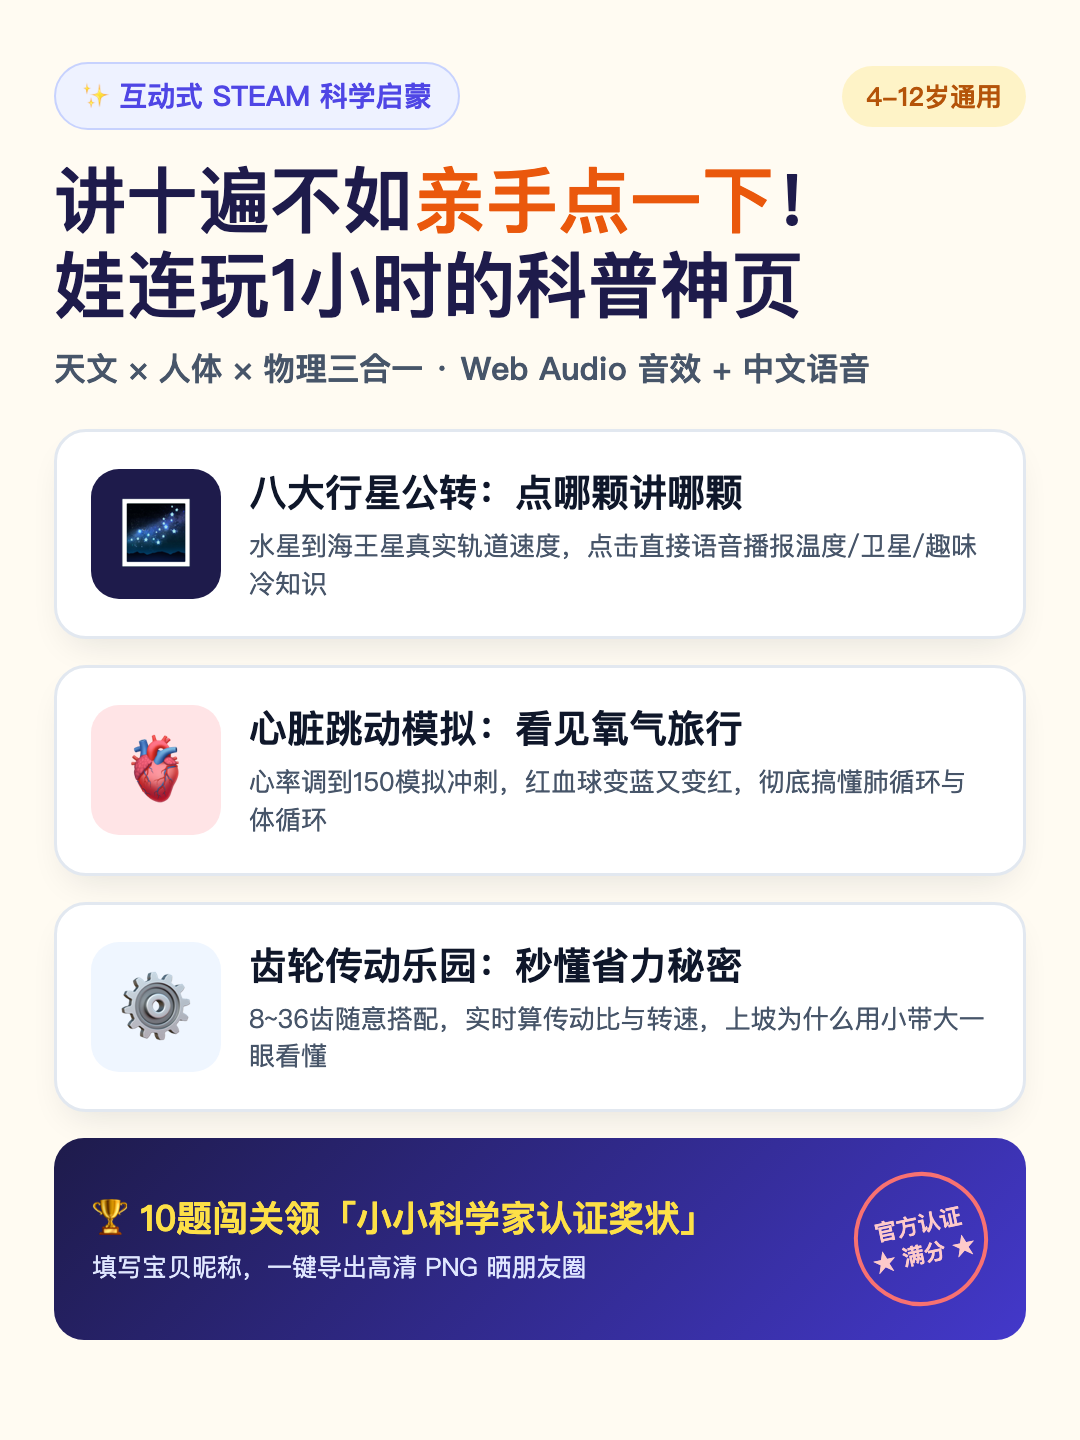 ✨ 互动式 STEAM 科学启蒙
4–12岁通用
讲十遍不如亲手点一下！
娃连玩1小时的科普神页
天文 × 人体 × 物理三合一 · Web Audio 音效 + 中文语音
八大行星公转：点哪颗讲哪颗
水星到海王星真实轨道速度，点击直接语音播报温度/卫星/趣味
冷知识
心脏跳动模拟：看见氧气旅行
心率调到150模拟冲刺，红血球变蓝又变红，彻底搞懂肺循环与
体循环
齿轮传动乐园：秒懂省力秘密
8~36齿随意搭配，实时算传动比与转速，上坡为什么用小带大一
眼看懂
🏆 10题闯关领「小小科学家认证奖状」
填写宝贝昵称，一键导出高清 PNG 晒朋友圈
官方认证
★ 满分 ★